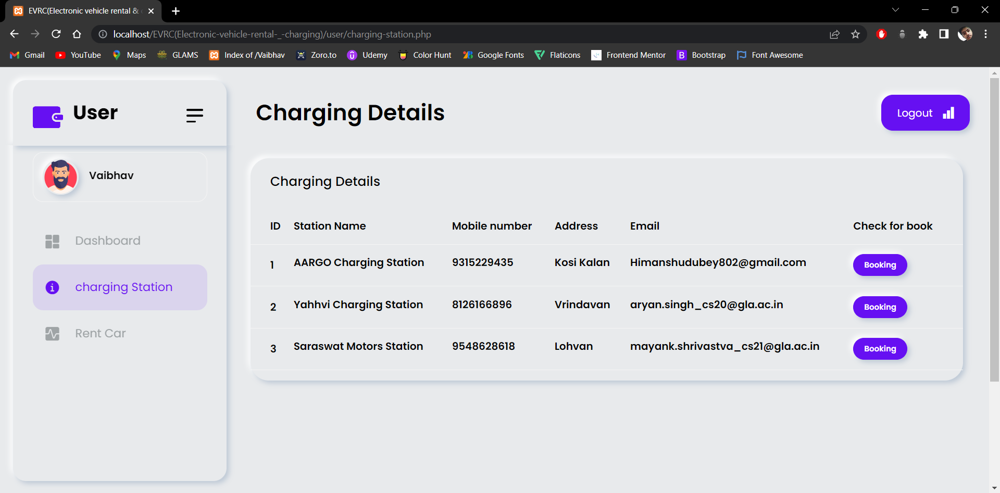 EVRC(Electronic vehicle rental &
localhost/EVRC(Electronic-vehicle-rental-_-charging)/user/charging-station.php
Gmail YouTube Maps GLAMS Index of /Vaibhav Zoro.to Udemy Color Hunt Google Fonts Flaticons Frontend Mentor Bootstrap Font Awesome
User
Charging Details
Logout
Vaibhav
Dashboard
charging Station
Rent Car
Charging Details
ID Station Name Mobile number Address Email Check for book
1 AARGO Charging Station 9315229435 Kosi Kalan Himanshudubey802@gmail.com Booking
2 Yahhvi Charging Station 8126166896 Vrindavan aryan.singh_cs20@gla.ac.in Booking
3 Saraswat Motors Station 9548628618 Lohvan mayank.shrivastva_cs21@gla.ac.in Booking